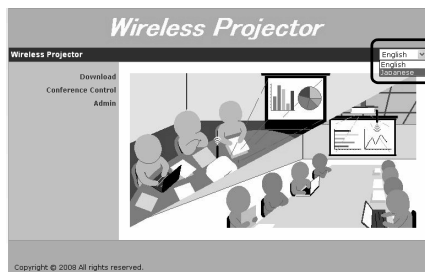 Wireless Projector
Wireless Projector
English
English
Japanese
Download
Conference Control
Admin
Copyright © 2008 All rights reserved.